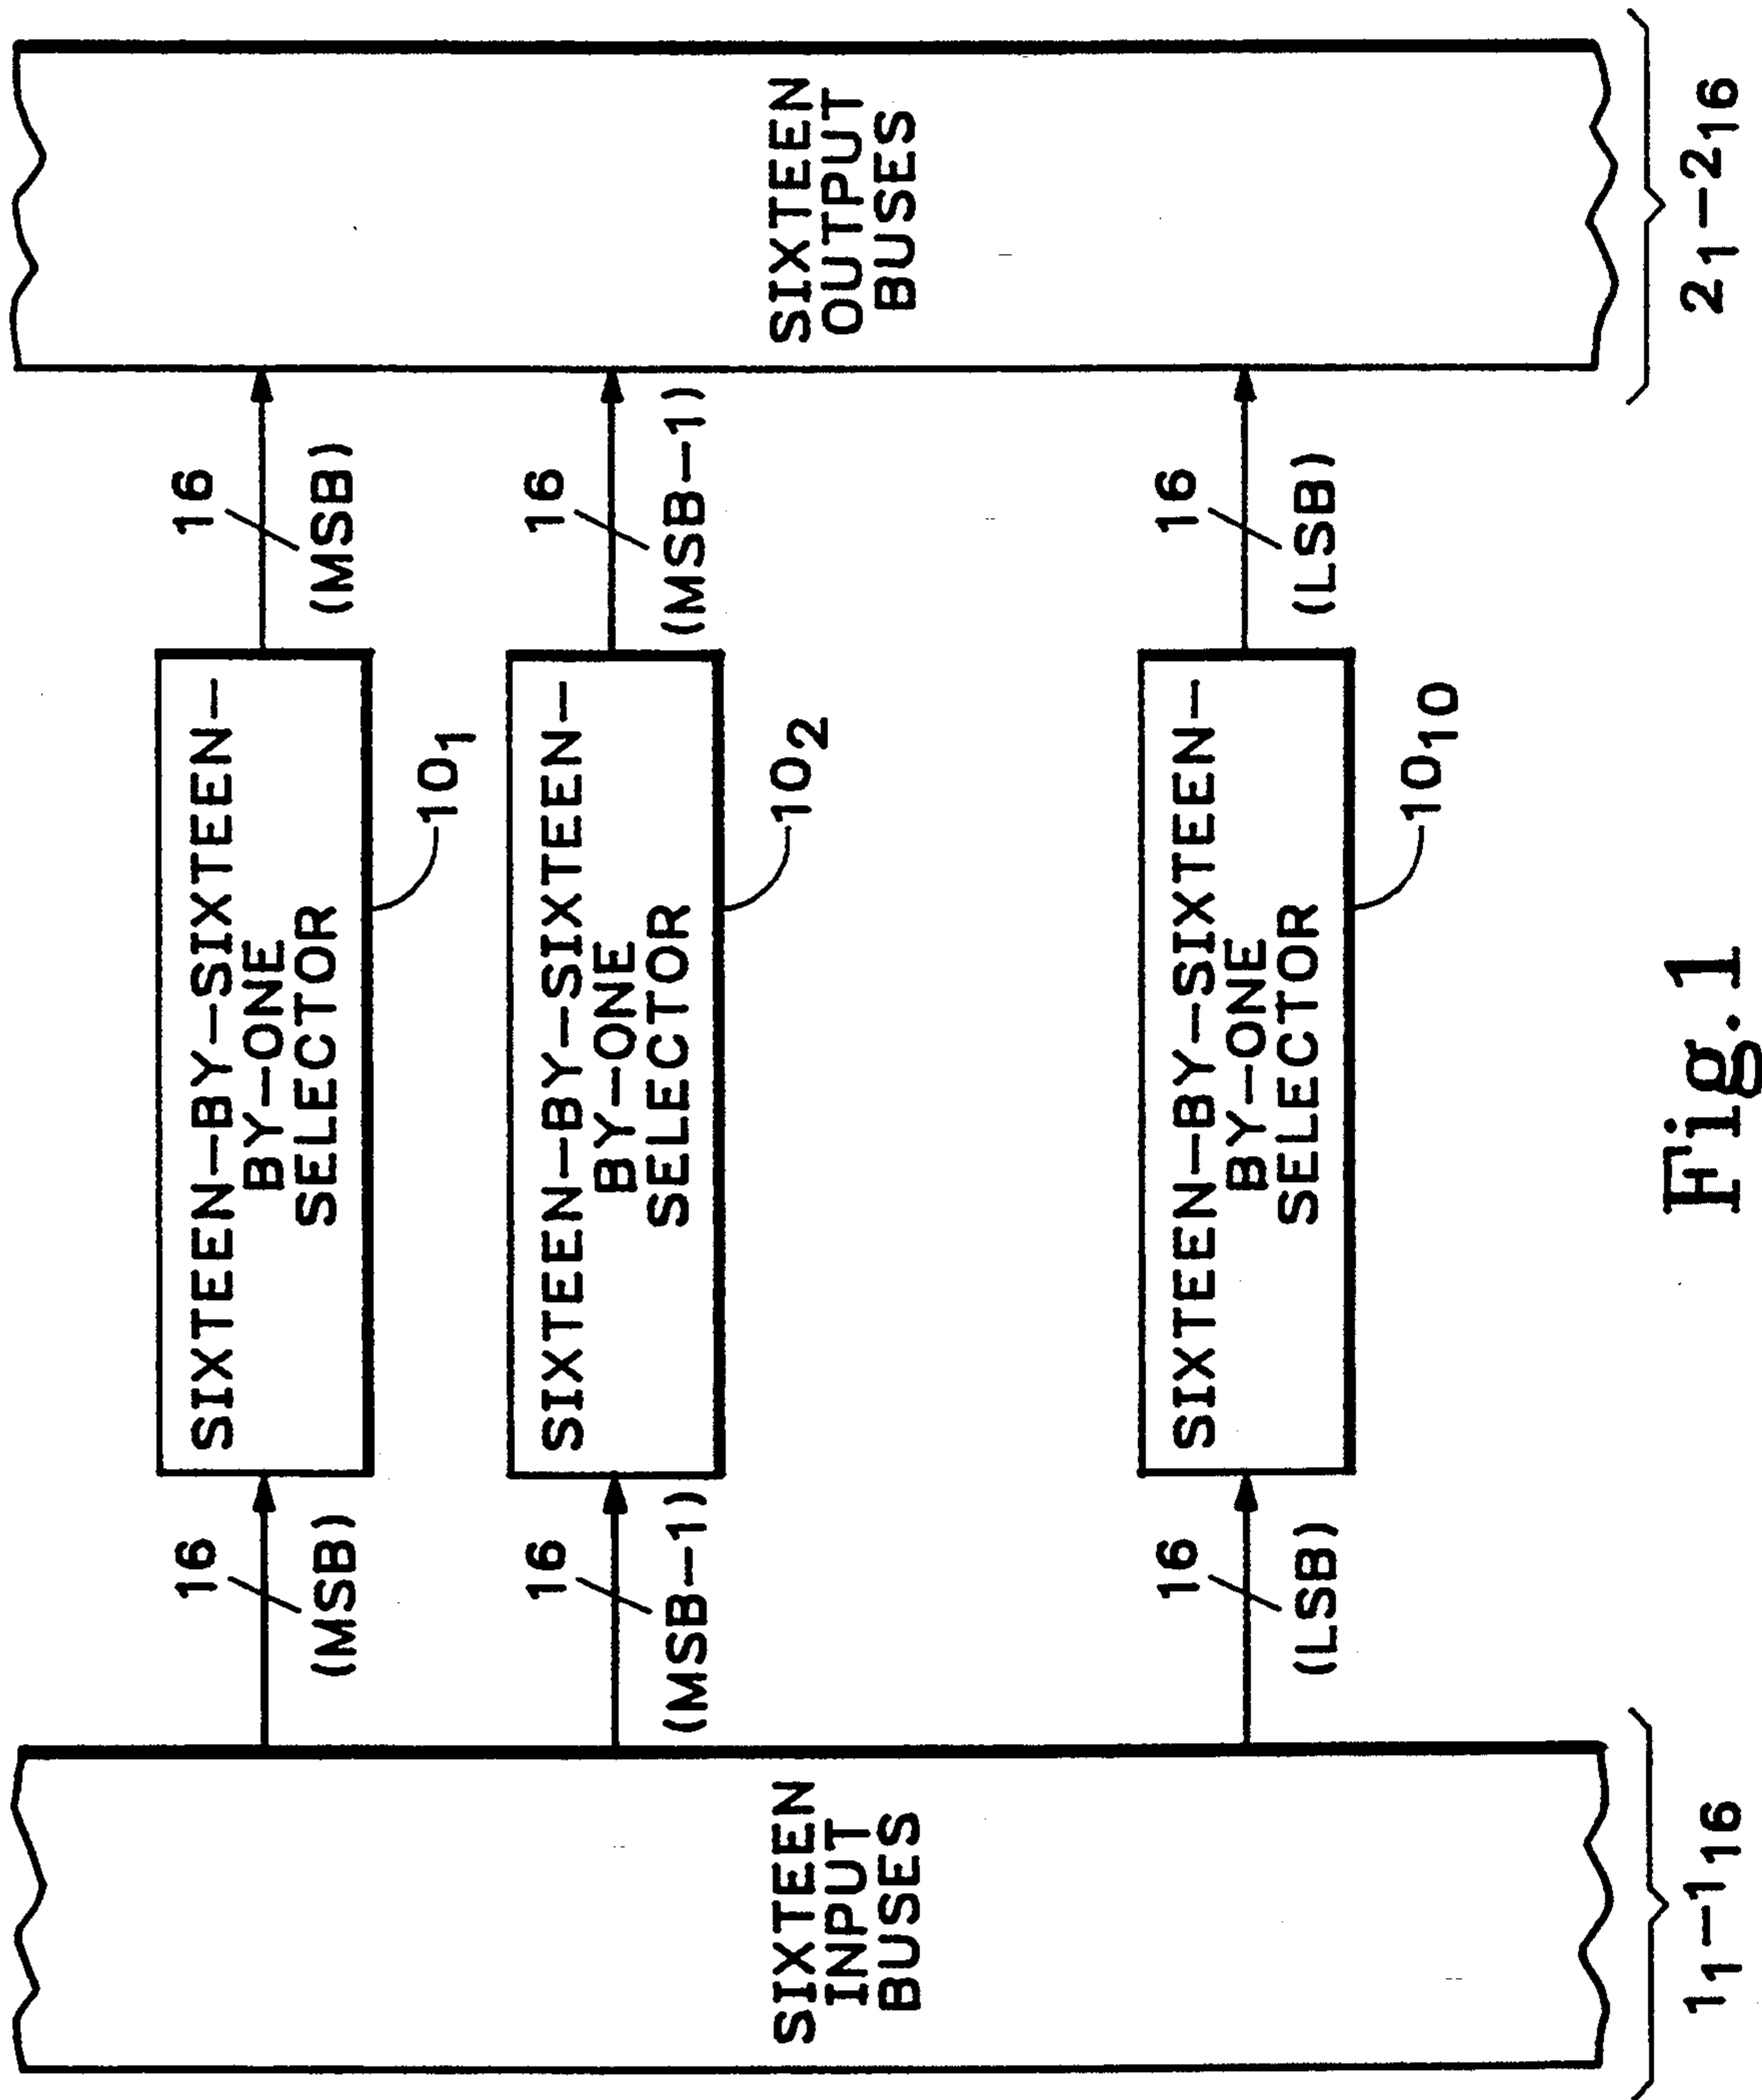 SIXTEEN
INPUT
BUSES
1₁–1₁₆
16
(MSB)
16
(MSB-1)
16
(LSB)
SIXTEEN-BY-SIXTEEN-
BY-ONE
SELECTOR
10₁
SIXTEEN-BY-SIXTEEN-
BY-ONE
SELECTOR
10₂
SIXTEEN-BY-SIXTEEN-
BY-ONE
SELECTOR
10₁₀
16
(MSB)
16
(MSB-1)
16
(LSB)
SIXTEEN
OUTPUT
BUSES
2₁–2₁₆
Fig. 1